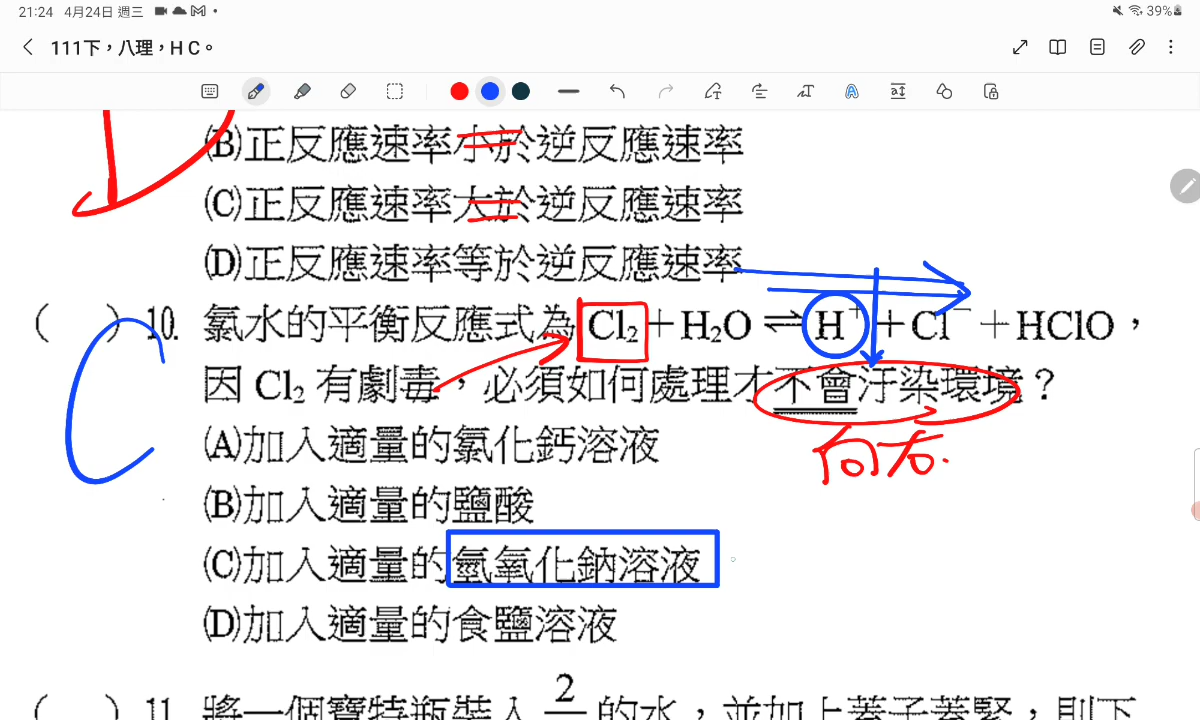 21:24 4月24日 週三 39%
111下，八理，H C。
(B)正反應速率小於逆反應速率
(C)正反應速率大於逆反應速率
(D)正反應速率等於逆反應速率
( ) 10. 氯水的平衡反應式為 Cl₂＋H₂O ⇌ H⁺＋Cl⁻＋HClO，
C
因 Cl₂ 有劇毒，必須如何處理才不會汙染環境？
(A)加入適量的氯化鈣溶液
向右.
(B)加入適量的鹽酸
(C)加入適量的氫氧化鈉溶液
(D)加入適量的食鹽溶液
( ) 11. 將一個寶特瓶裝入 2 的水，並加上蓋子蓋緊，則下